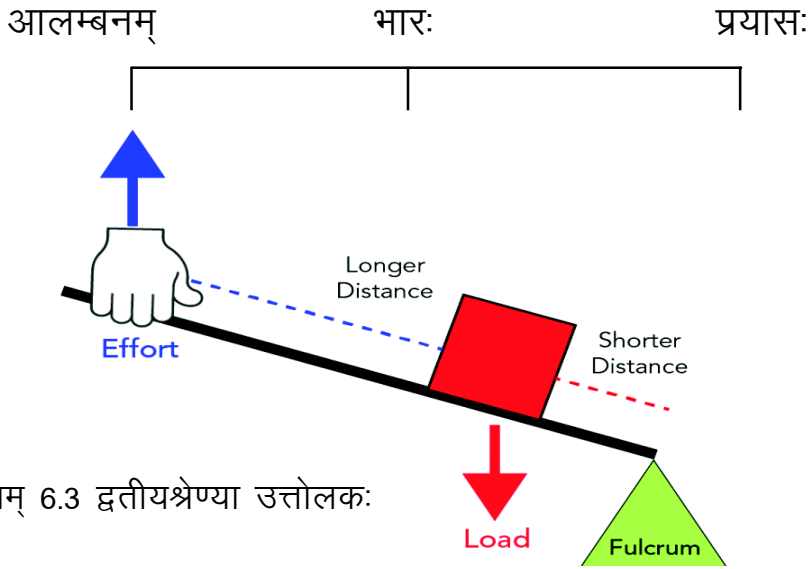 आलम्बनम् भारः प्रयासः
Longer
Distance
Shorter
Distance
Effort
6.3 द्वतीयश्रेण्या उत्तोलकः
Load
Fulcrum